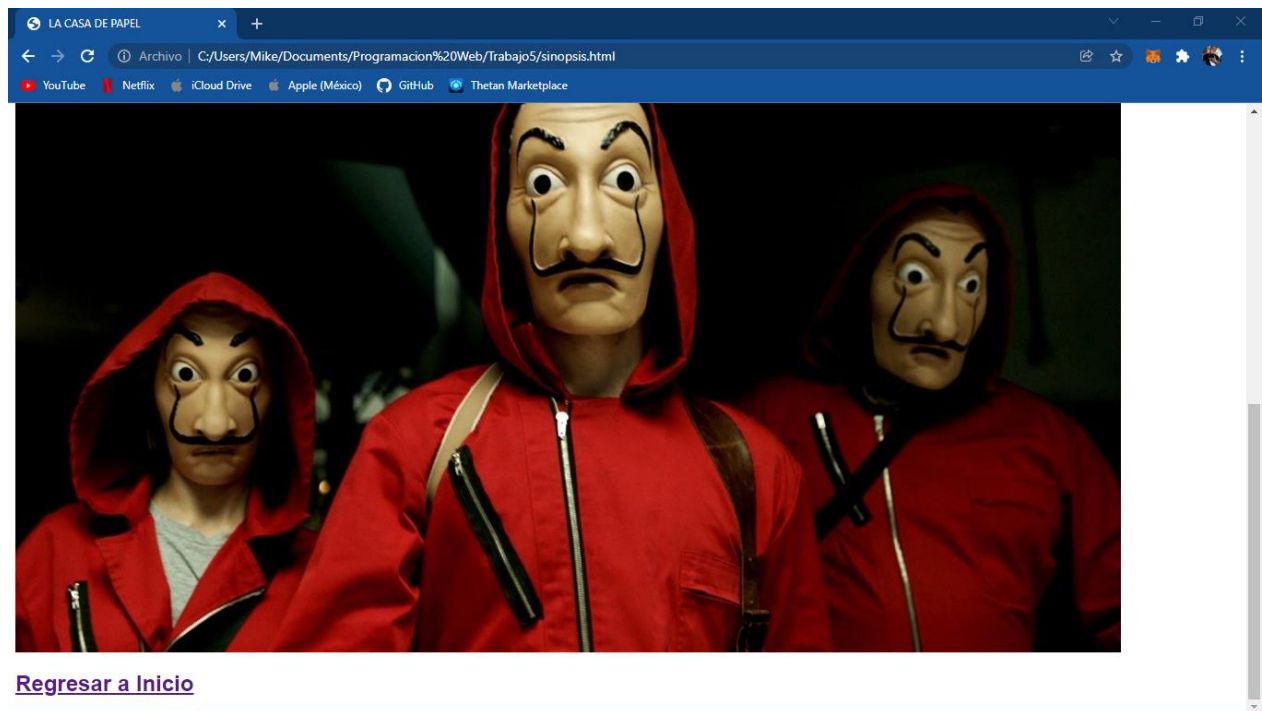 LA CASA DE PAPEL
Archivo | C:/Users/Mike/Documents/Programacion%20Web/Trabajo5/sinopsis.html
YouTube Netflix iCloud Drive Apple (México) GitHub Thetan Marketplace
Regresar a Inicio